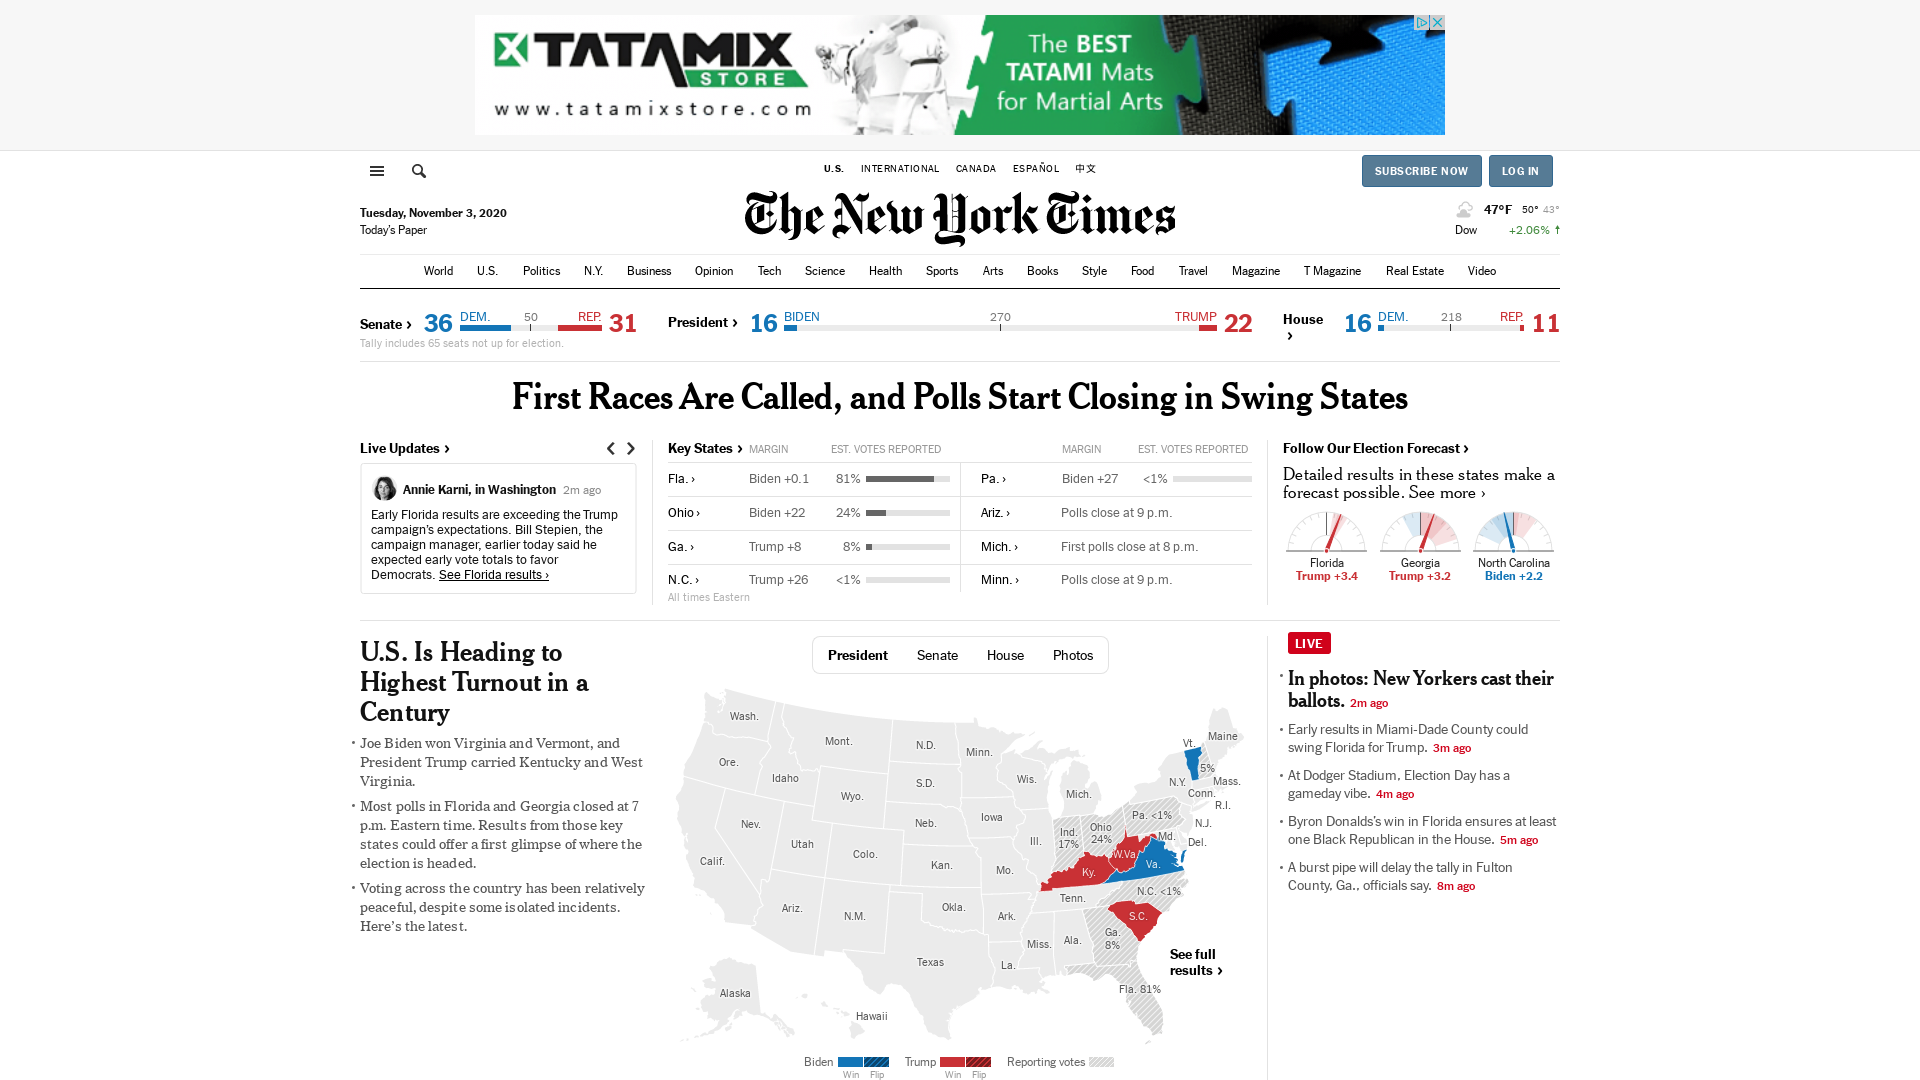 TATAMIX
STORE
www.tatamixstore.com
The BEST
TATAMI Mats
for Martial Arts
U.S. INTERNATIONAL CANADA ESPAÑOL 中文
SUBSCRIBE NOW LOG IN
The New York Times
Tuesday, November 3, 2020
Today's Paper
47°F 50° 43°
Dow +2.06% ↑
World U.S. Politics N.Y. Business Opinion Tech Science Health Sports Arts Books Style Food Travel Magazine T Magazine Real Estate Video
Senate › 36 DEM. 50 REP. 31
Tally includes 65 seats not up for election.
President › 16 BIDEN 270 TRUMP 22
House › 16 DEM. 218 REP. 11
First Races Are Called, and Polls Start Closing in Swing States
Live Updates ›
Annie Karni, in Washington 2m ago
Early Florida results are exceeding the Trump
campaign's expectations. Bill Stepien, the
campaign manager, earlier today said he
expected early vote totals to favor
Democrats. See Florida results ›
Key States › MARGIN EST. VOTES REPORTED MARGIN EST. VOTES REPORTED
Fla. › Biden +0.1 81% Pa. › Biden +27 <1%
Ohio › Biden +22 24% Ariz. › Polls close at 9 p.m.
Ga. › Trump +8 8% Mich. › First polls close at 8 p.m.
N.C. › Trump +26 <1% Minn. › Polls close at 9 p.m.
All times Eastern
Follow Our Election Forecast ›
Detailed results in these states make a
forecast possible. See more ›
Florida Georgia North Carolina
Trump +3.4 Trump +3.2 Biden +2.2
U.S. Is Heading to
Highest Turnout in a
Century
• Joe Biden won Virginia and Vermont, and
President Trump carried Kentucky and West
Virginia.
• Most polls in Florida and Georgia closed at 7
p.m. Eastern time. Results from those key
states could offer a first glimpse of where the
election is headed.
• Voting across the country has been relatively
peaceful, despite some isolated incidents.
Here's the latest.
President Senate House Photos
Wash.
Mont.
N.D.
Minn.
Vt.
Maine
Ore.
Idaho
S.D.
Wis.
5%
N.Y.
Mass.
Wyo.
Mich.
Conn.
R.I.
Nev.
Neb.
Iowa
Pa. <1%
N.J.
Ill.
Ind.
17%
Ohio
24%
Md.
Del.
Utah
Colo.
Calif.
Kan.
Mo.
W.Va.
Va.
Ky.
N.C. <1%
Tenn.
Ariz.
N.M.
Okla.
Ark.
S.C.
Miss.
Ala.
Ga.
8%
Texas
La.
Fla. 81%
Alaska
Hawaii
See full
results ›
Biden Trump Reporting votes
Win Flip Win Flip
LIVE
• In photos: New Yorkers cast their
ballots. 2m ago
• Early results in Miami-Dade County could
swing Florida for Trump. 3m ago
• At Dodger Stadium, Election Day has a
gameday vibe. 4m ago
• Byron Donalds's win in Florida ensures at least
one Black Republican in the House. 5m ago
• A burst pipe will delay the tally in Fulton
County, Ga., officials say. 8m ago